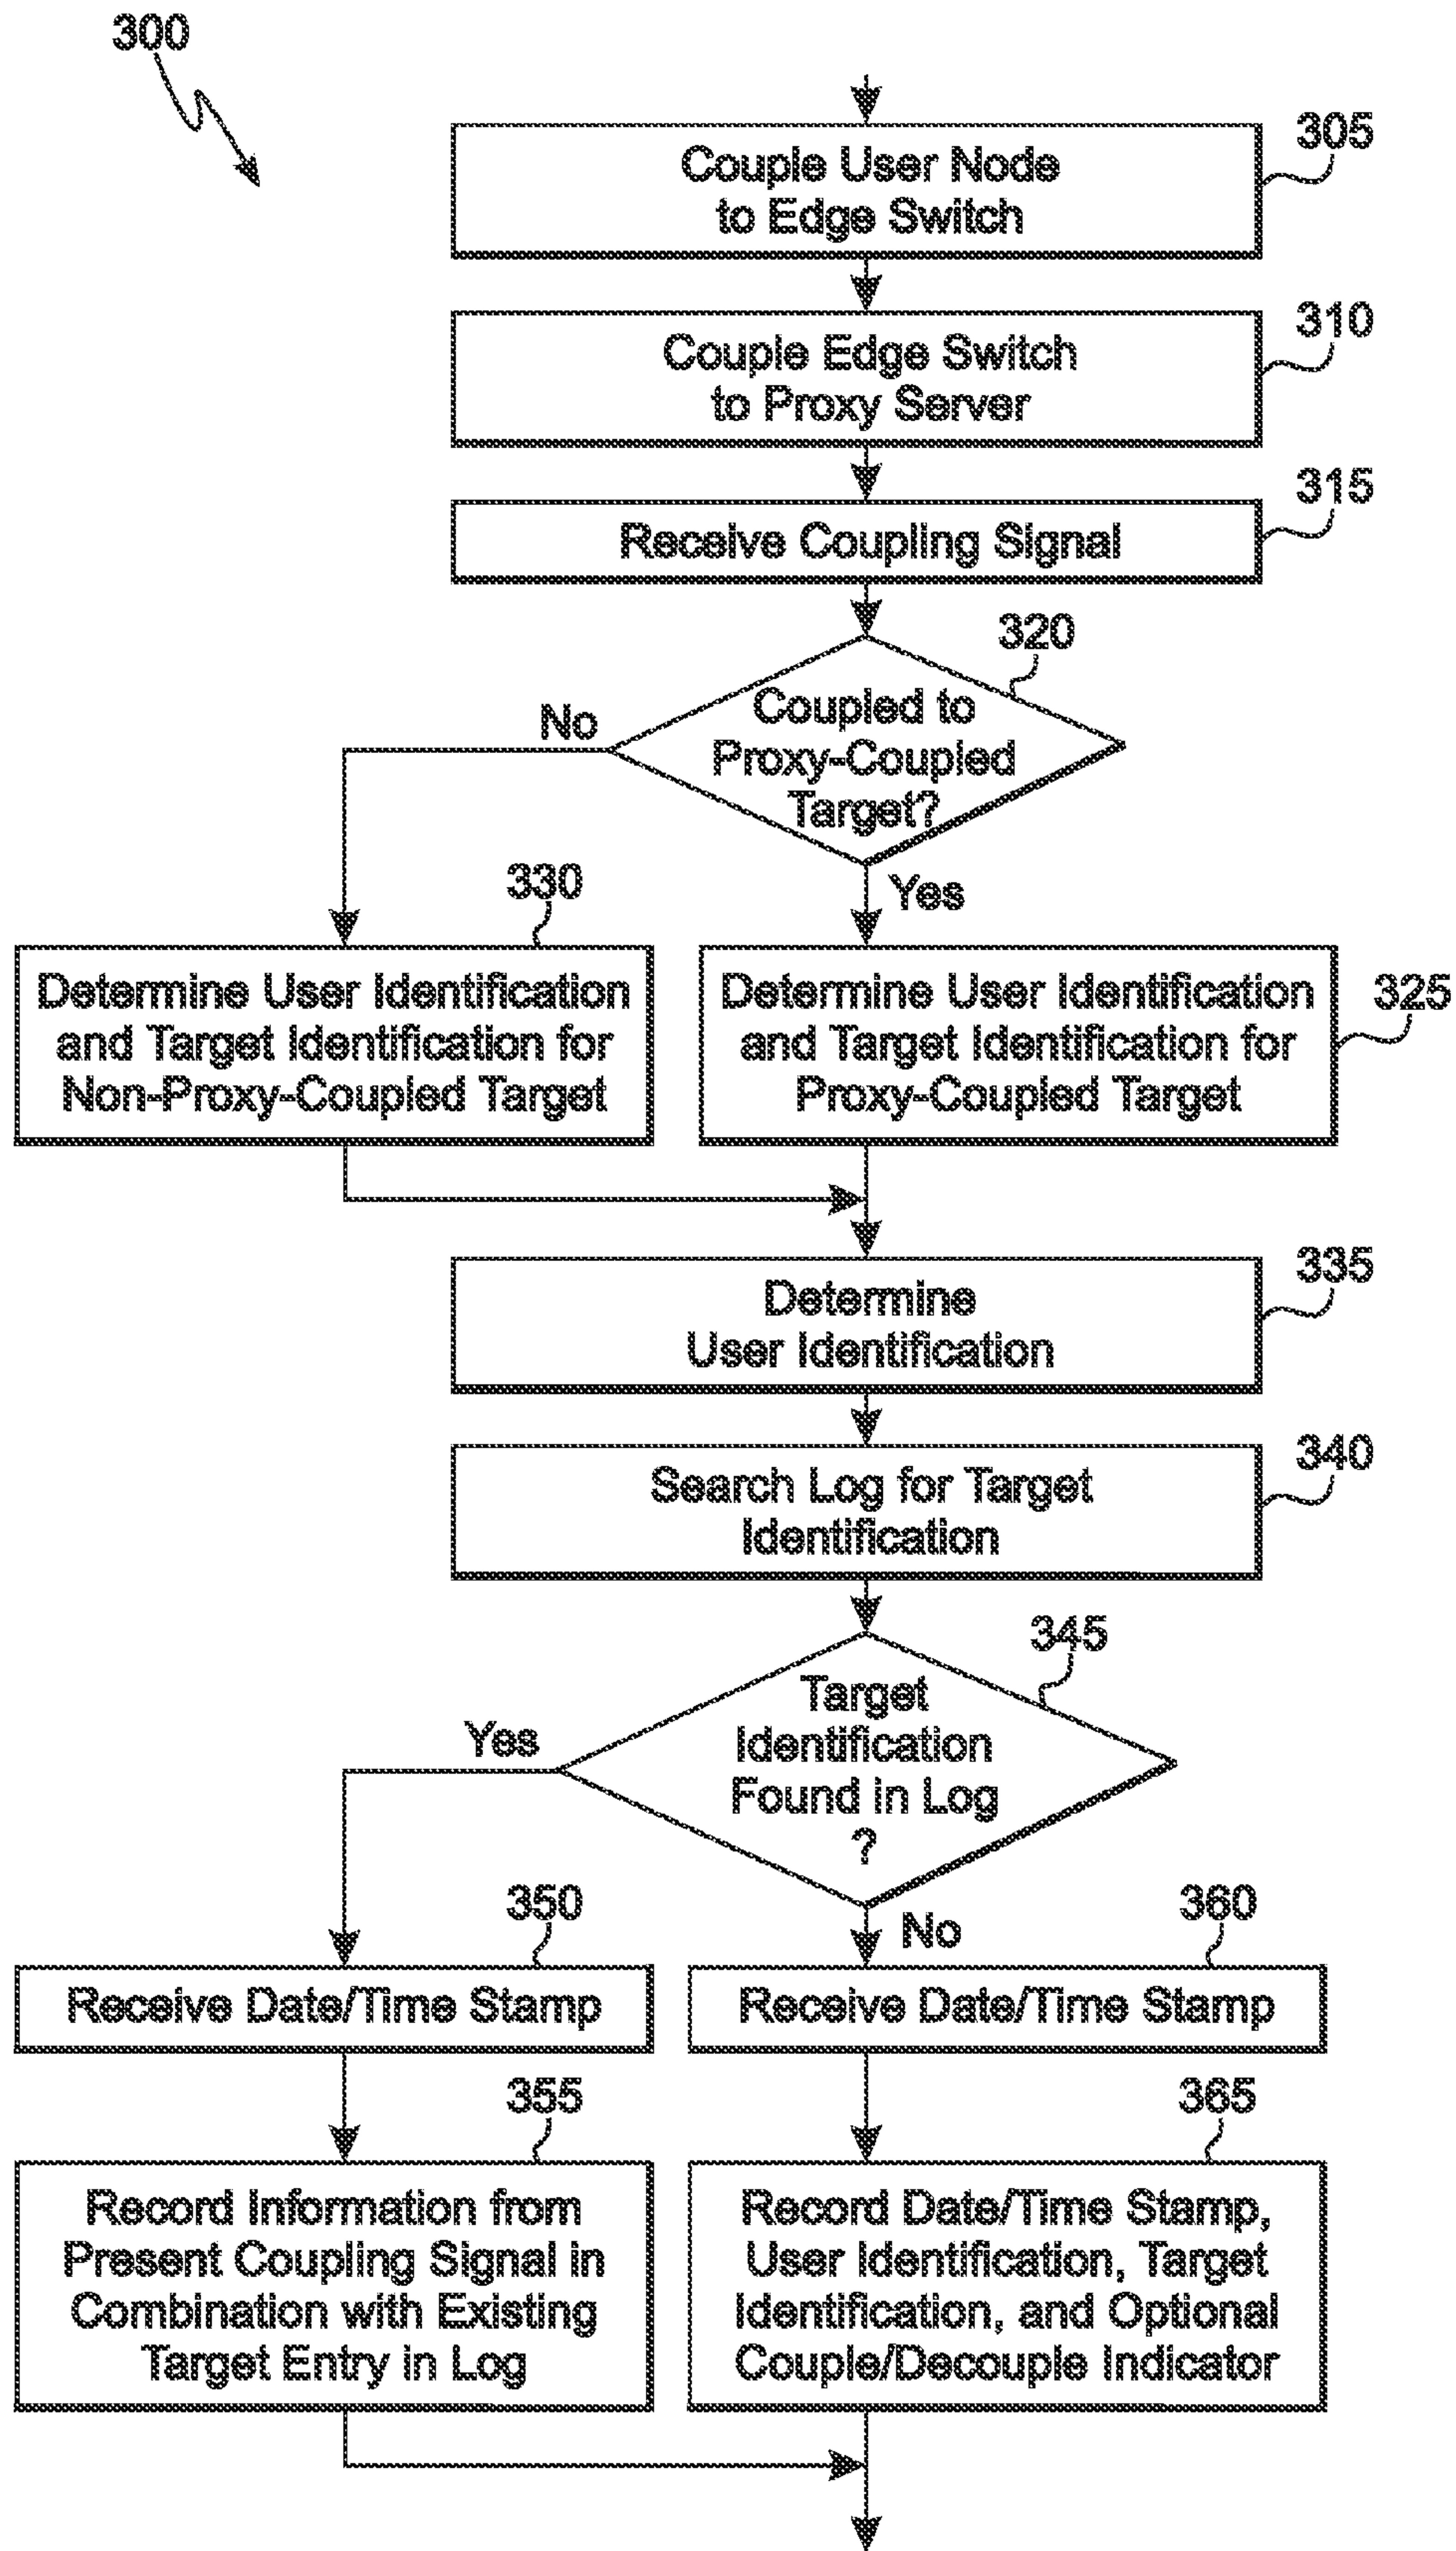 300
305
Couple User Node
to Edge Switch
310
Couple Edge Switch
to Proxy Server
315
Receive Coupling Signal
320
Coupled to
Proxy-Coupled
Target?
No
Yes
330
Determine User Identification
and Target Identification for
Non-Proxy-Coupled Target
325
Determine User Identification
and Target Identification for
Proxy-Coupled Target
335
Determine
User Identification
340
Search Log for Target
Identification
345
Target
Identification
Found in Log
?
Yes
No
350
Receive Date/Time Stamp
360
Receive Date/Time Stamp
355
Record Information from
Present Coupling Signal in
Combination with Existing
Target Entry in Log
365
Record Date/Time Stamp,
User Identification, Target
Identification, and Optional
Couple/Decouple Indicator